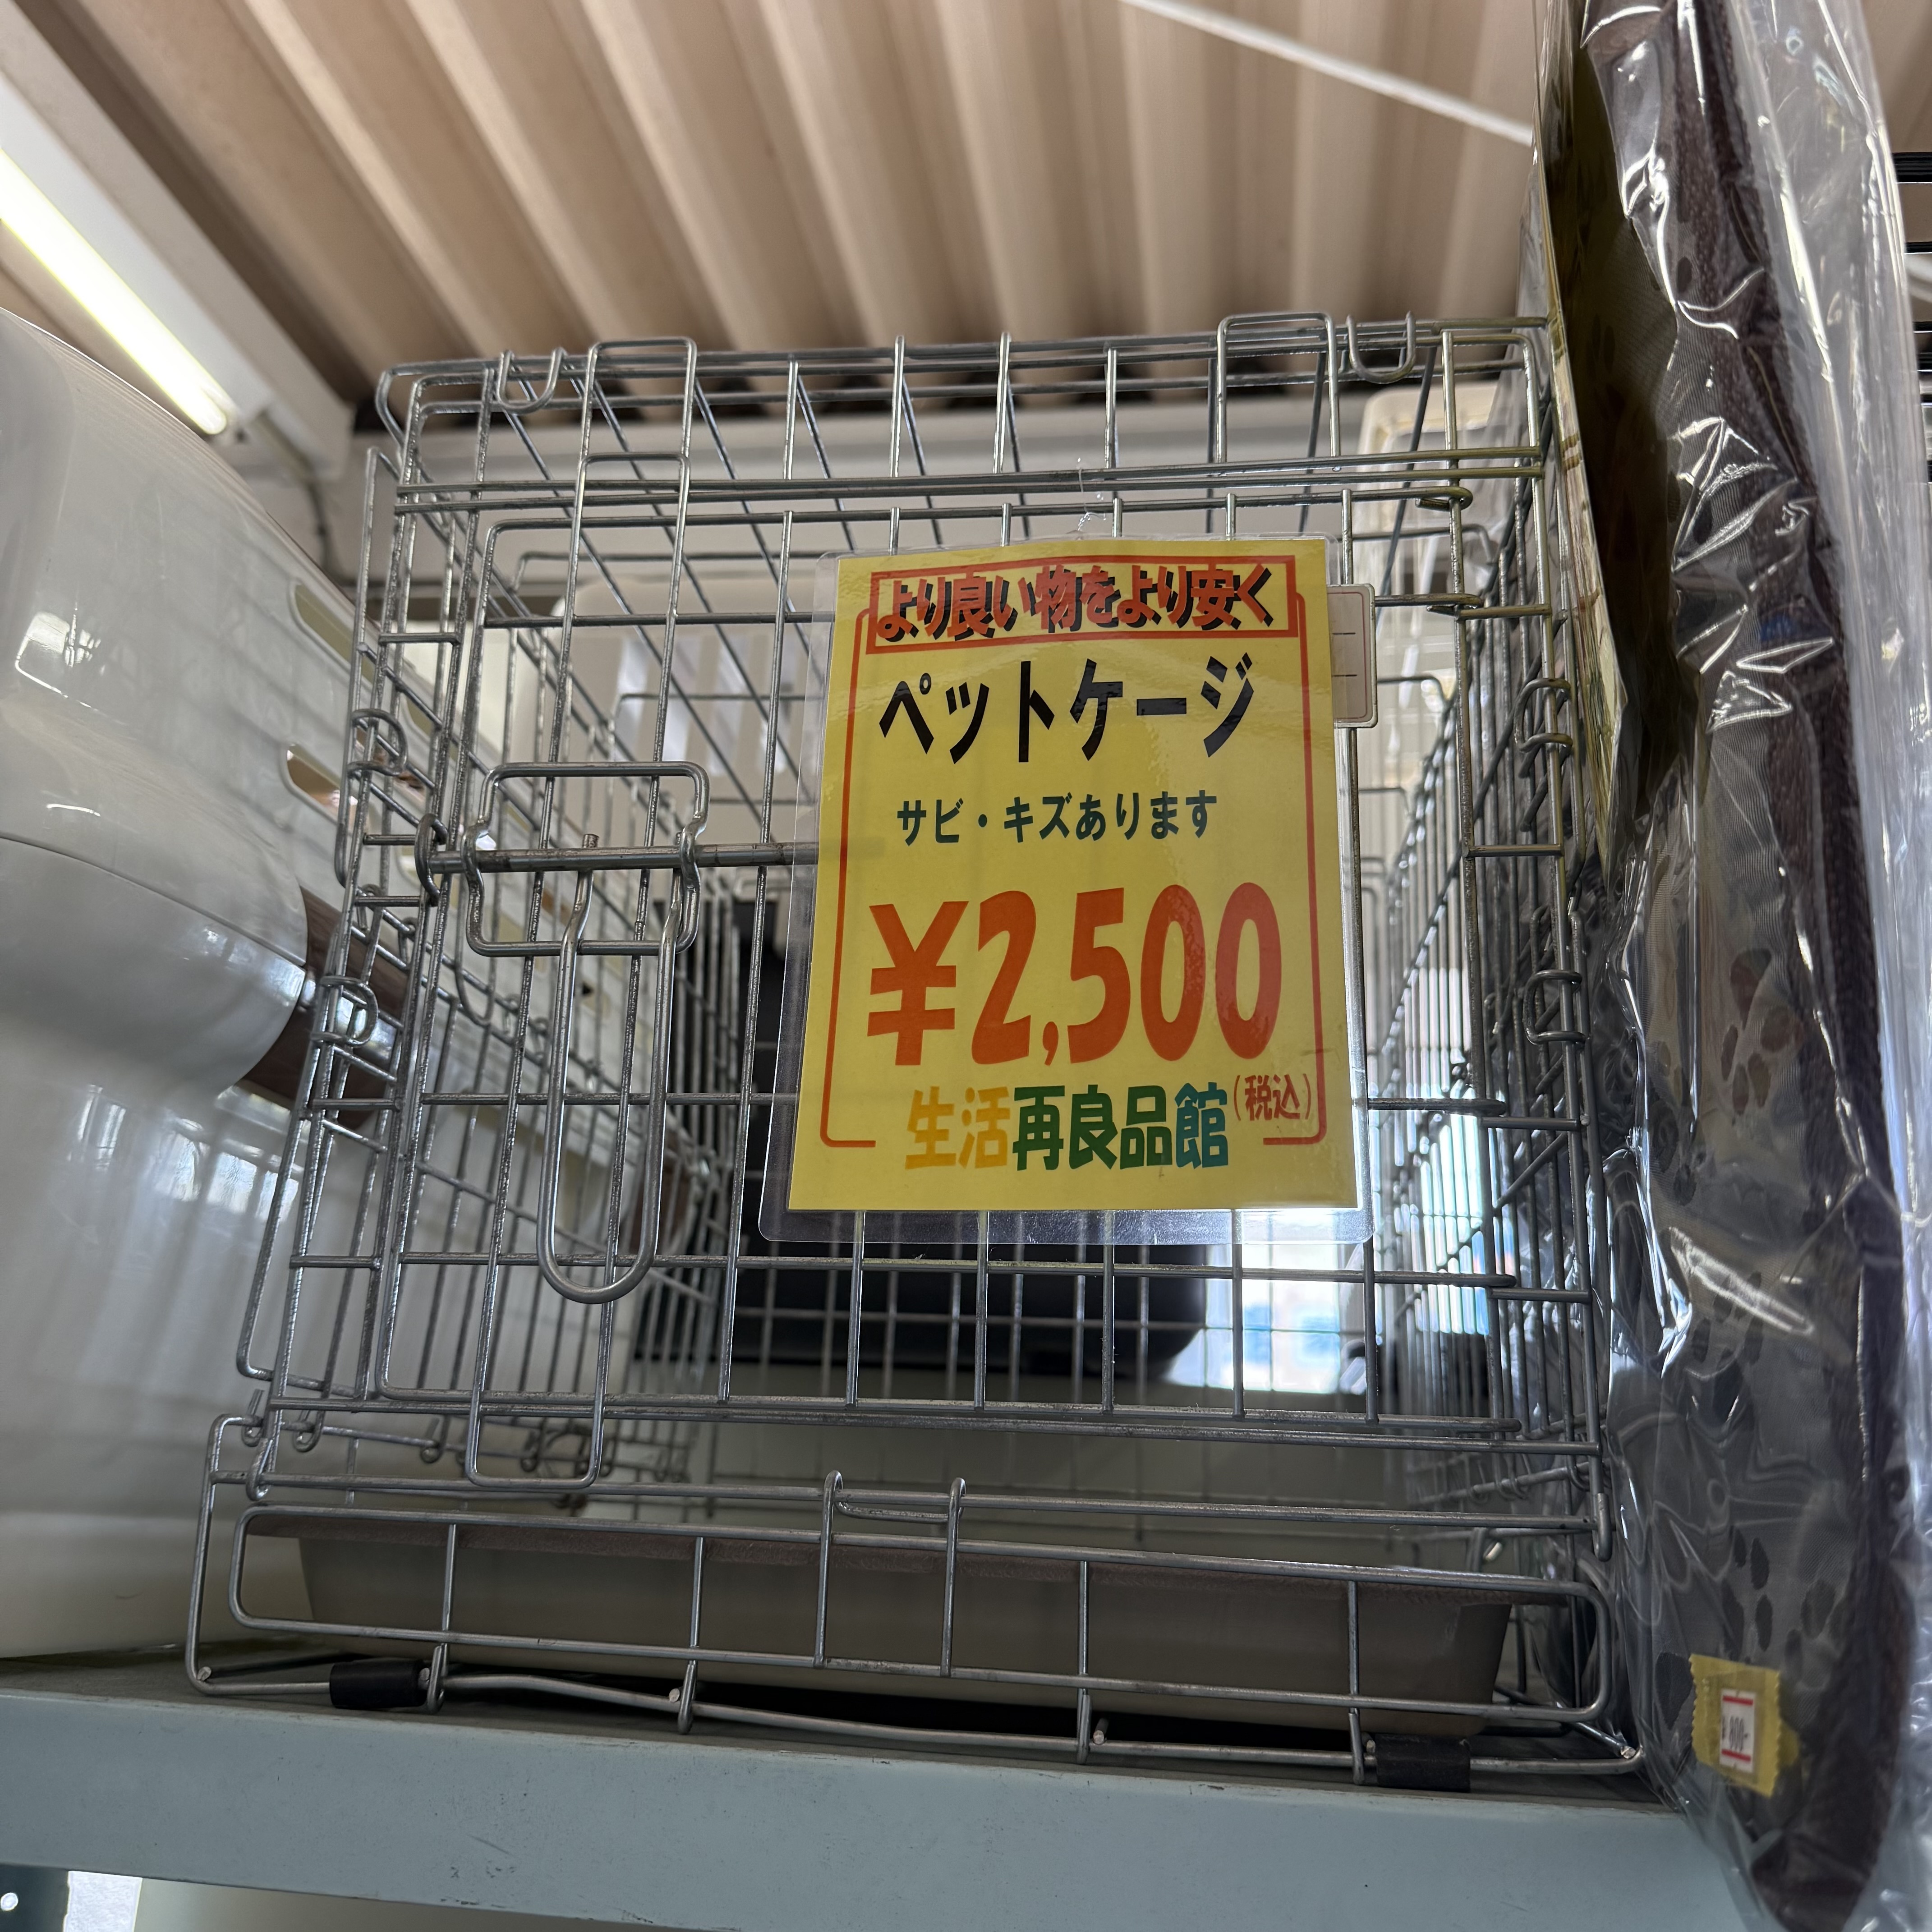 より良い物をより安く
ペットケージ
サビ・キズあります
¥2,500
(税込)
生活再良品館
¥800-